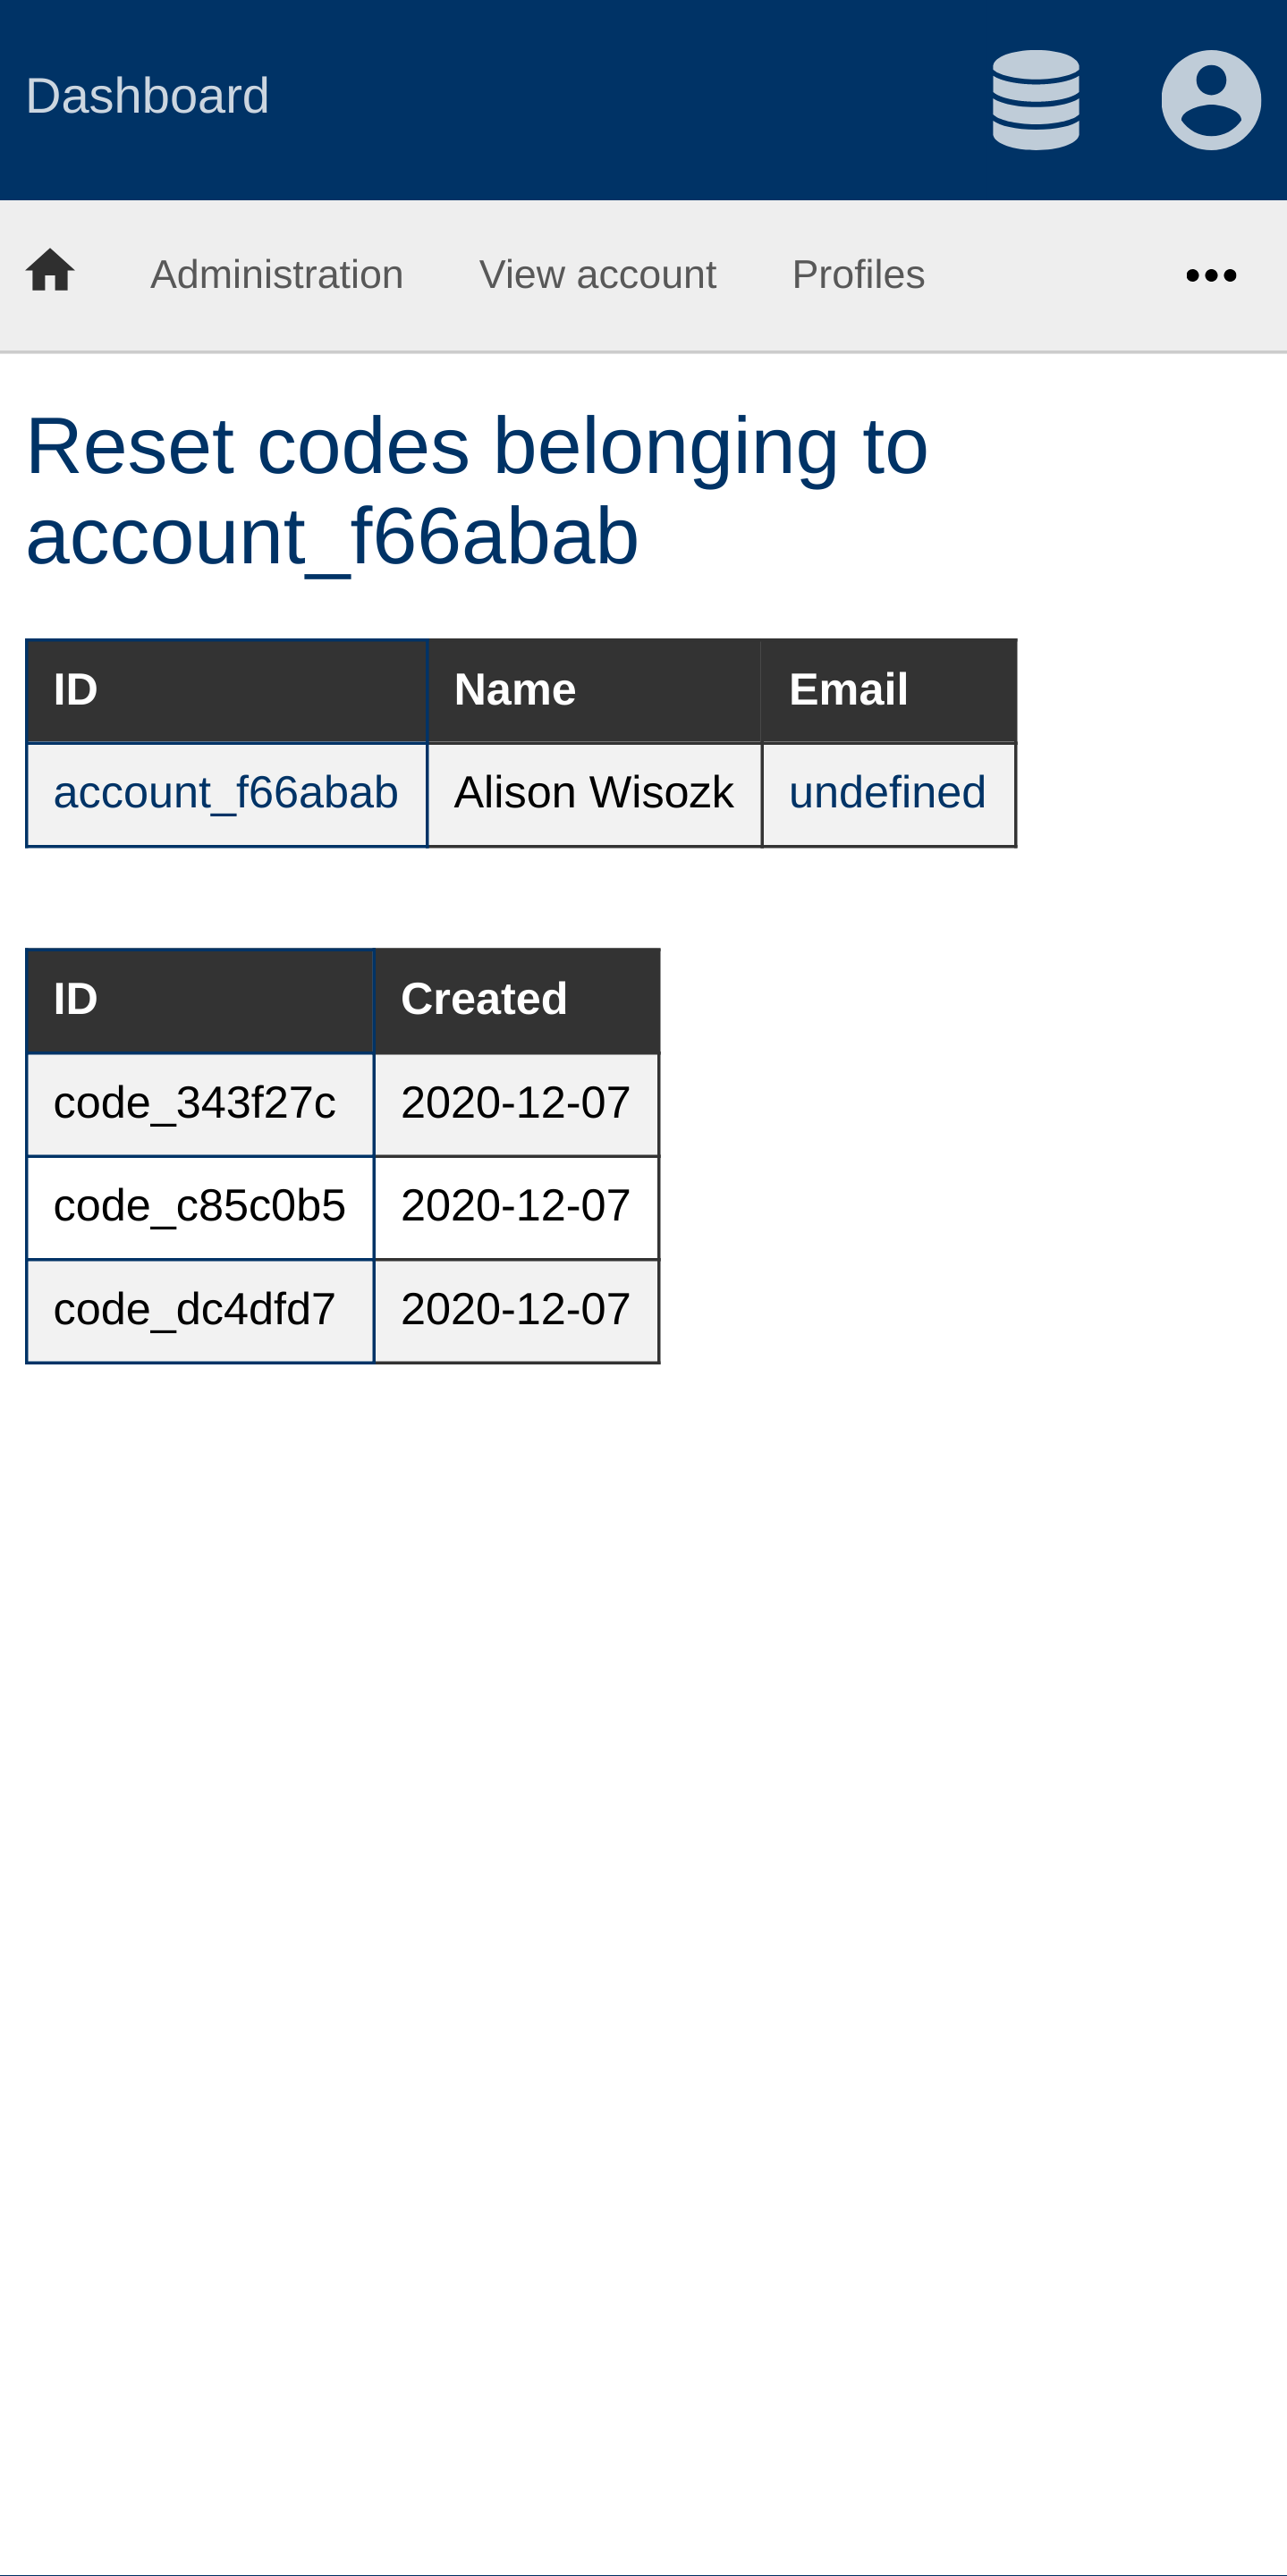 Dashboard
Administration View account Profiles
Reset codes belonging to
account_f66abab
ID Name Email
account_f66abab Alison Wisozk undefined
ID Created
code_343f27c 2020-12-07
code_c85c0b5 2020-12-07
code_dc4dfd7 2020-12-07